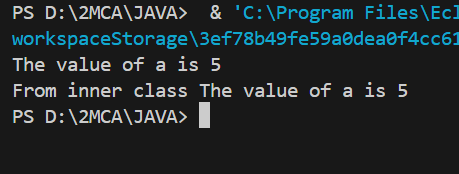 PS D:\2MCA\JAVA>  & 'C:\Program Files\Ecl
workspaceStorage\3ef78b49fe59a0dea0f4cc61
The value of a is 5
From inner class The value of a is 5
PS D:\2MCA\JAVA>